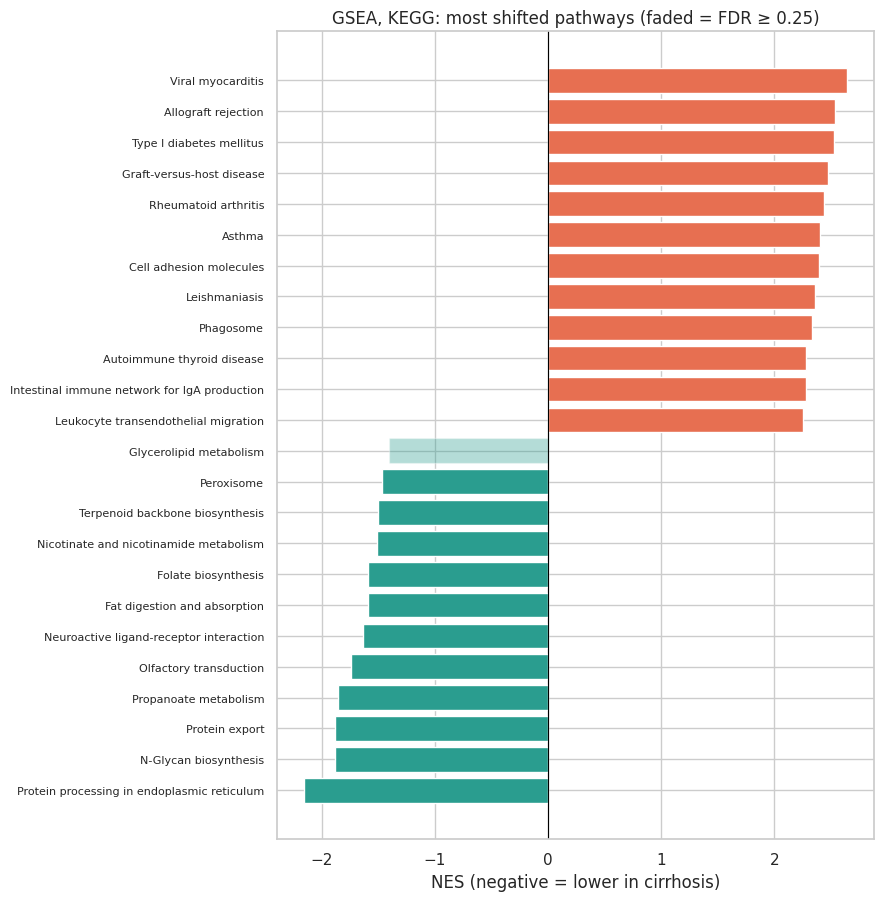 GSEA, KEGG: most shifted pathways (faded = FDR ≥ 0.25)
Viral myocarditis
Allograft rejection
Type I diabetes mellitus
Graft-versus-host disease
Rheumatoid arthritis
Asthma
Cell adhesion molecules
Leishmaniasis
Phagosome
Autoimmune thyroid disease
Intestinal immune network for IgA production
Leukocyte transendothelial migration
Glycerolipid metabolism
Peroxisome
Terpenoid backbone biosynthesis
Nicotinate and nicotinamide metabolism
Folate biosynthesis
Fat digestion and absorption
Neuroactive ligand-receptor interaction
Olfactory transduction
Propanoate metabolism
Protein export
N-Glycan biosynthesis
Protein processing in endoplasmic reticulum
−2 −1 0 1 2
NES (negative = lower in cirrhosis)